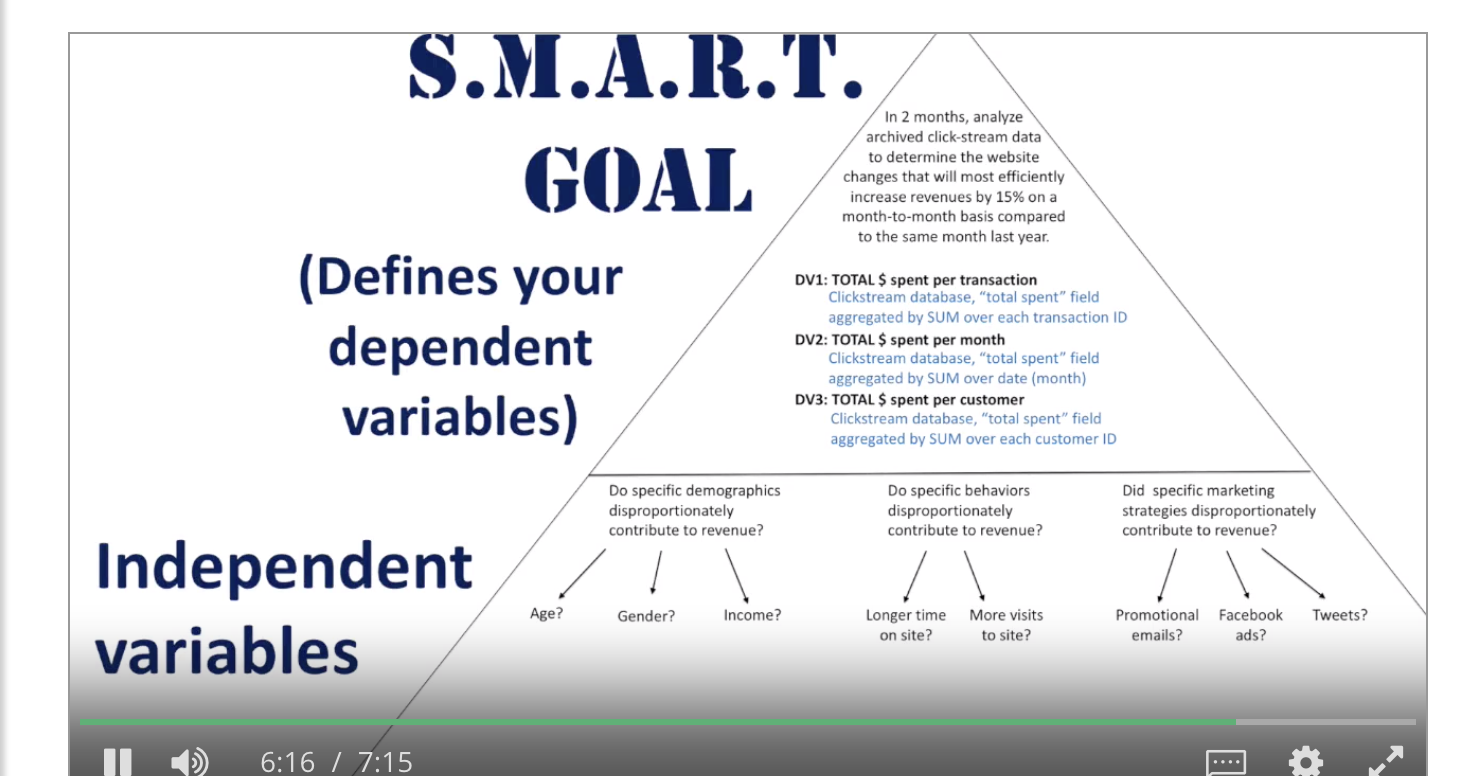 S.M.A.R.T.
GOAL
(Defines your
dependent
variables)
In 2 months, analyze
archived click-stream data
to determine the website
changes that will most efficiently
increase revenues by 15% on a
month-to-month basis compared
to the same month last year.
DV1: TOTAL $ spent per transaction
Clickstream database, “total spent” field
aggregated by SUM over each transaction ID
DV2: TOTAL $ spent per month
Clickstream database, “total spent” field
aggregated by SUM over date (month)
DV3: TOTAL $ spent per customer
Clickstream database, “total spent” field
aggregated by SUM over each customer ID
Independent
variables
Do specific demographics
disproportionately
contribute to revenue?
Age?
Gender?
Income?
Do specific behaviors
disproportionately
contribute to revenue?
Longer time
on site?
More visits
to site?
Did specific marketing
strategies disproportionately
contribute to revenue?
Promotional
emails?
Facebook
ads?
Tweets?
6:16 / 7:15